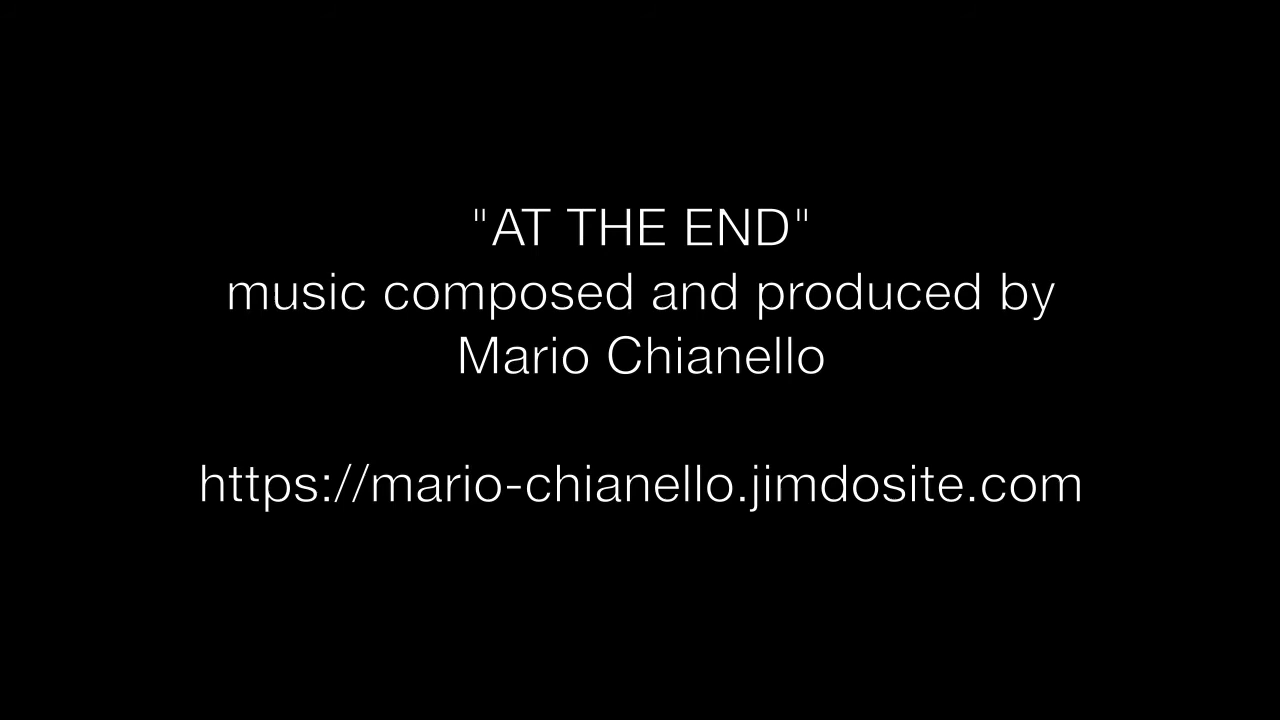 "AT THE END"
music composed and produced by
Mario Chianello
https://mario-chianello.jimdosite.com